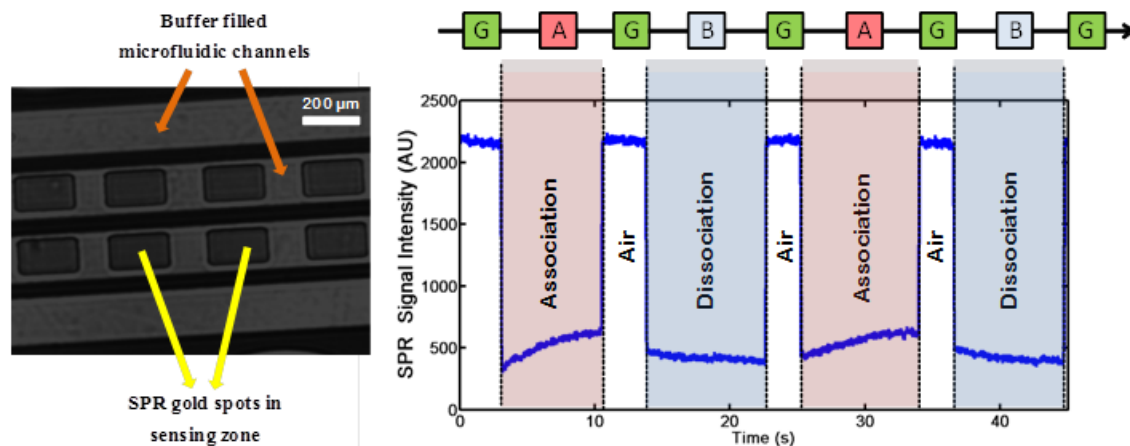 Buffer filled
microfluidic channels
200 µm
SPR gold spots in
sensing zone
G A G B G A G B G
SPR Signal Intensity (AU)
2500
2000
1500
1000
500
0
Association
Air
Dissociation
Air
Association
Air
Dissociation
0 10 20 30 40
Time (s)